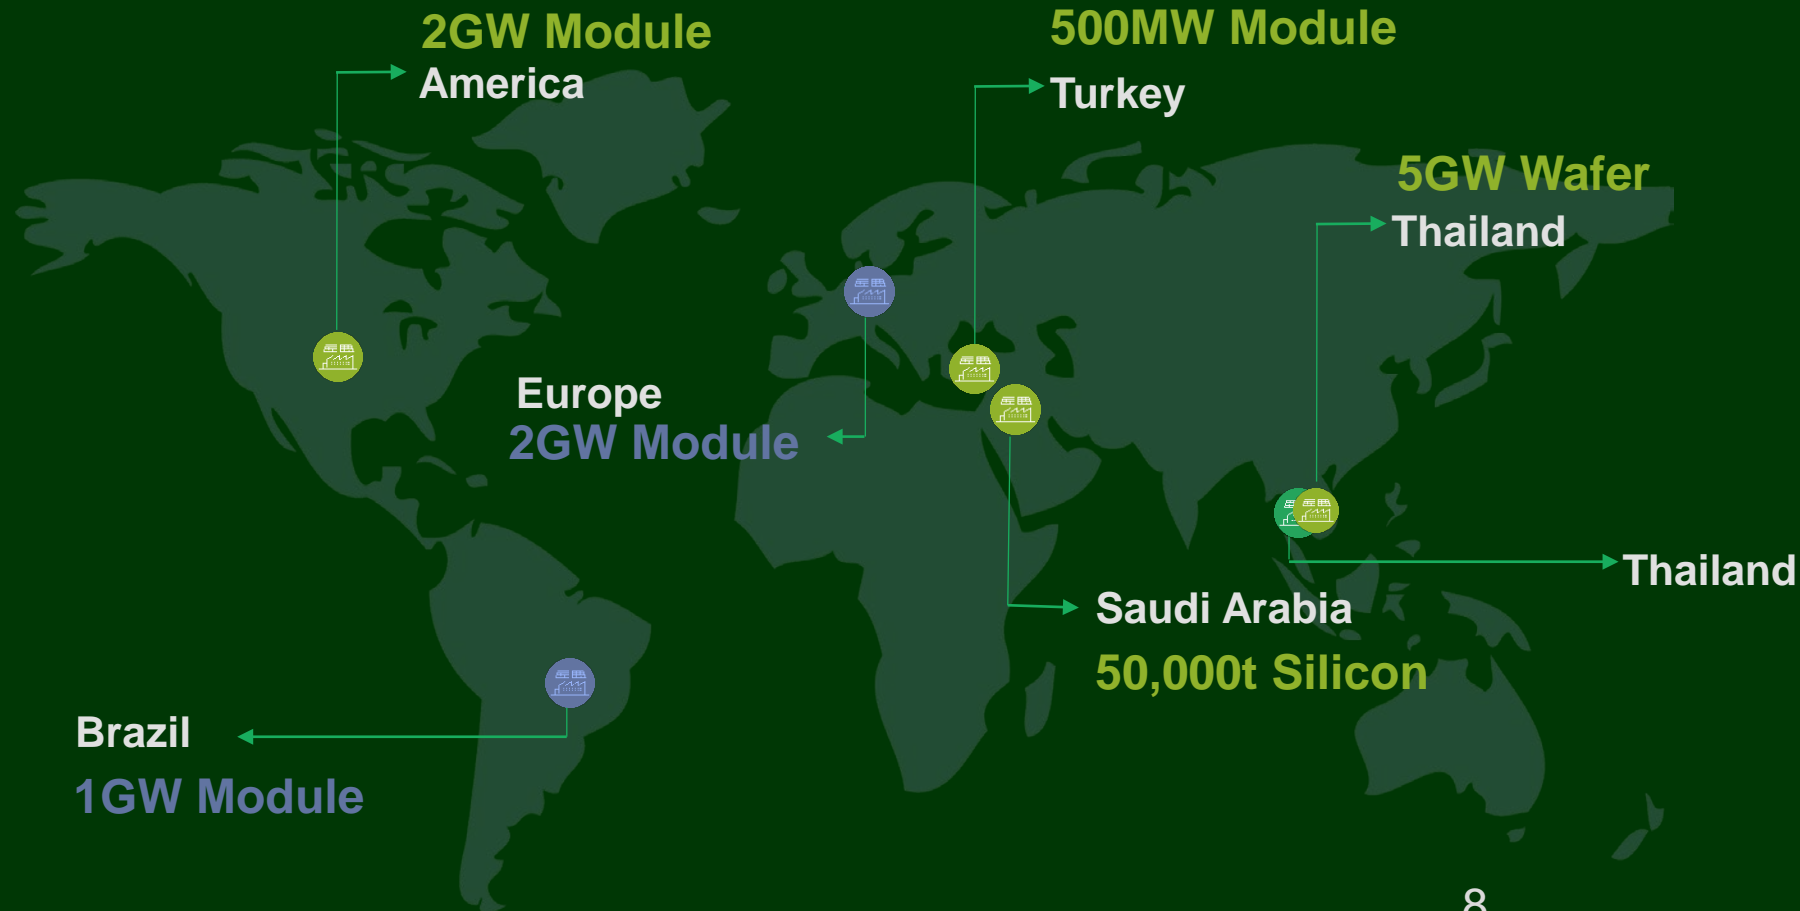 2GW Module
America
500MW Module
Turkey
5GW Wafer
Thailand
Europe
2GW Module
Thailand
Saudi Arabia
50,000t Silicon
Brazil
1GW Module
8